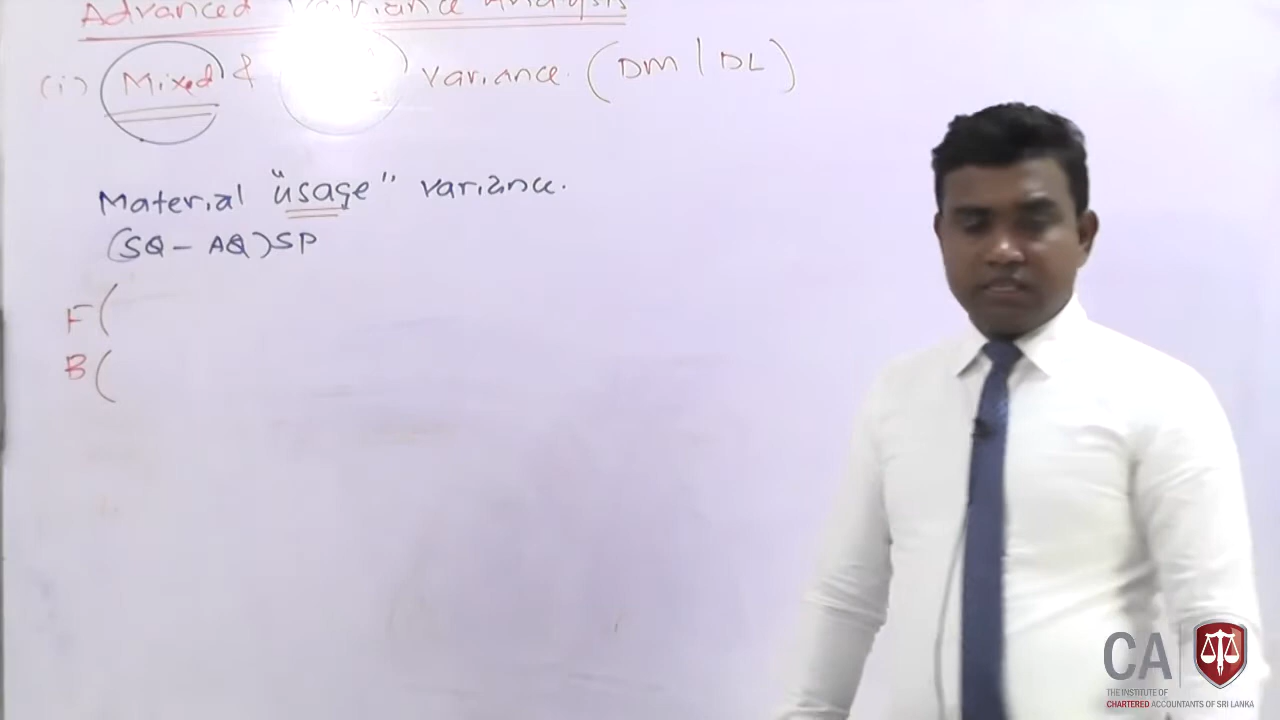 Advanced Variance Analysis
(i) Mixed & variance. (DM | DL)
Material "usage" variance.
(SQ - AQ)SP
F(
B(
CA
THE INSTITUTE OF
CHARTERED ACCOUNTANTS OF SRI LANKA